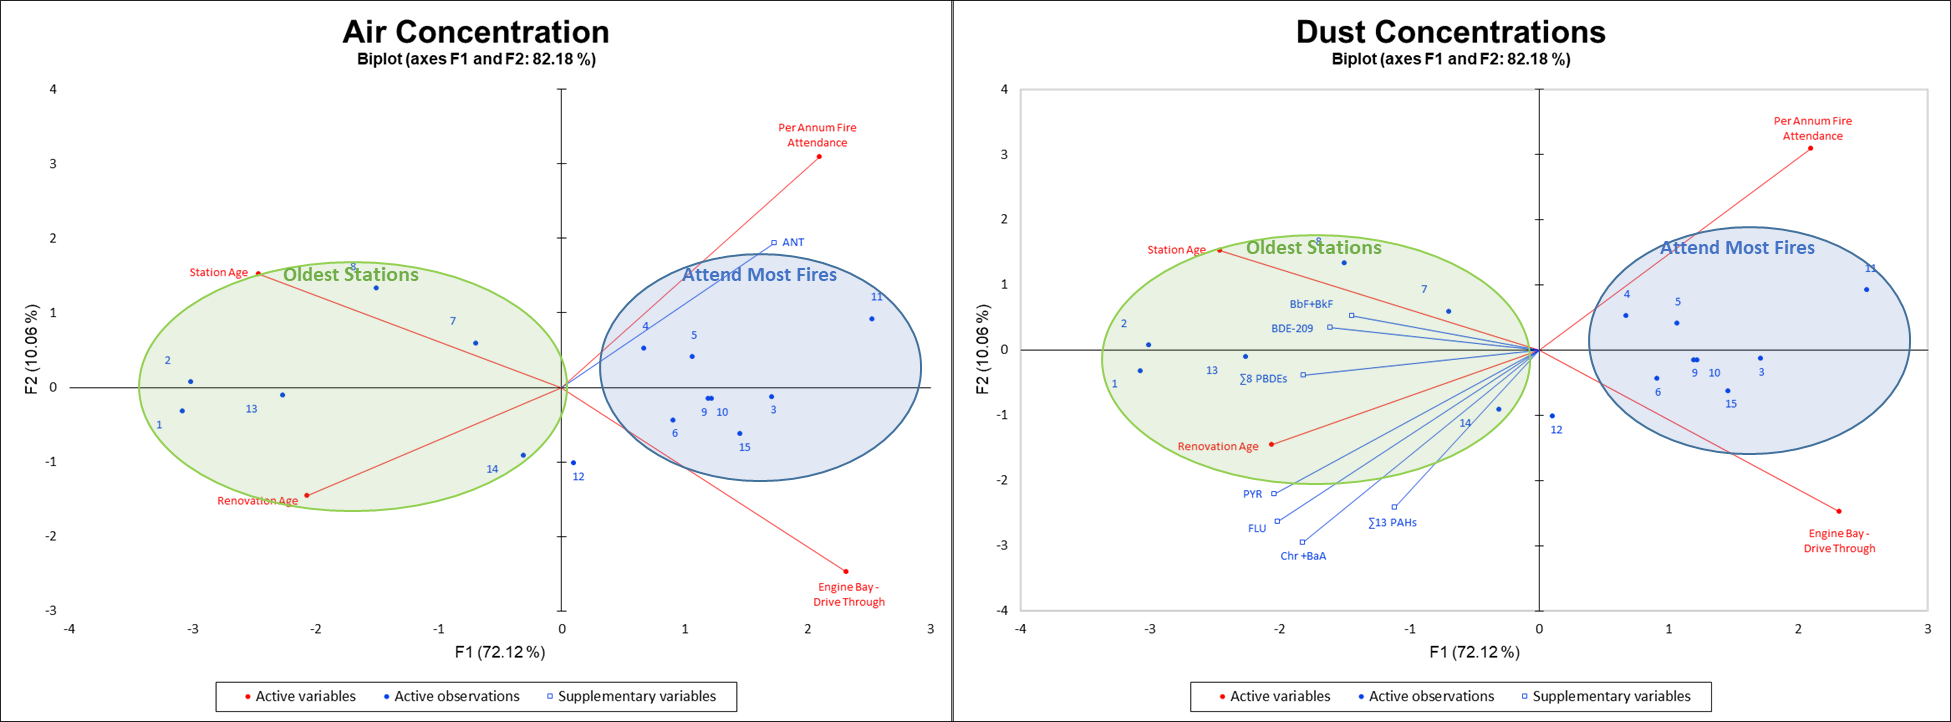 Air Concentration
Biplot (axes F1 and F2: 82.18 %)
4
3
2
1
0
-1
-2
-3
F2 (10.06 %)
Per Annum Fire
Attendance
ANT
Station Age
Oldest Stations
8
Attend Most Fires
11
7
4
5
2
13
1
9
10
3
6
15
14
12
Renovation Age
Engine Bay -
Drive Through
-4
-3
-2
-1
0
1
2
3
F1 (72.12 %)
Active variables
Active observations
Supplementary variables
Dust Concentrations
Biplot (axes F1 and F2: 82.18 %)
4
3
2
1
0
-1
-2
-3
-4
F2 (10.06 %)
Per Annum Fire
Attendance
Station Age
Oldest Stations
8
Attend Most Fires
11
7
4
5
BbF+BkF
2
BDE-209
13
1
∑8 PBDEs
9
10
3
6
15
14
12
Renovation Age
PYR
FLU
∑13 PAHs
Chr +BaA
Engine Bay -
Drive Through
-4
-3
-2
-1
0
1
2
3
F1 (72.12 %)
Active variables
Active observations
Supplementary variables